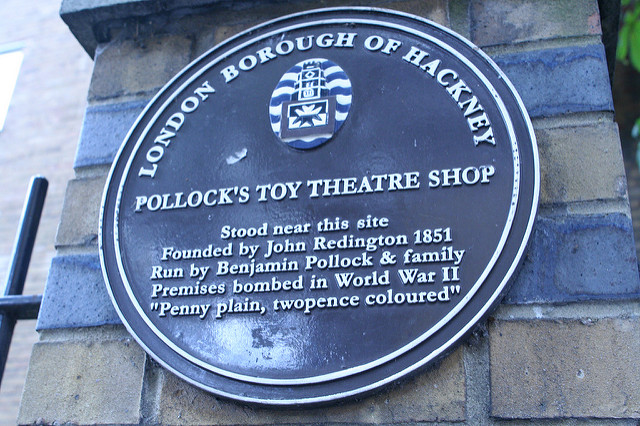 LONDON BOROUGH OF HACKNEY
POLLOCK'S TOY THEATRE SHOP
Stood near this site
Founded by John Redington 1851
Run by Benjamin Pollock & family
Premises bombed in World War II
"Penny plain, twopence coloured"